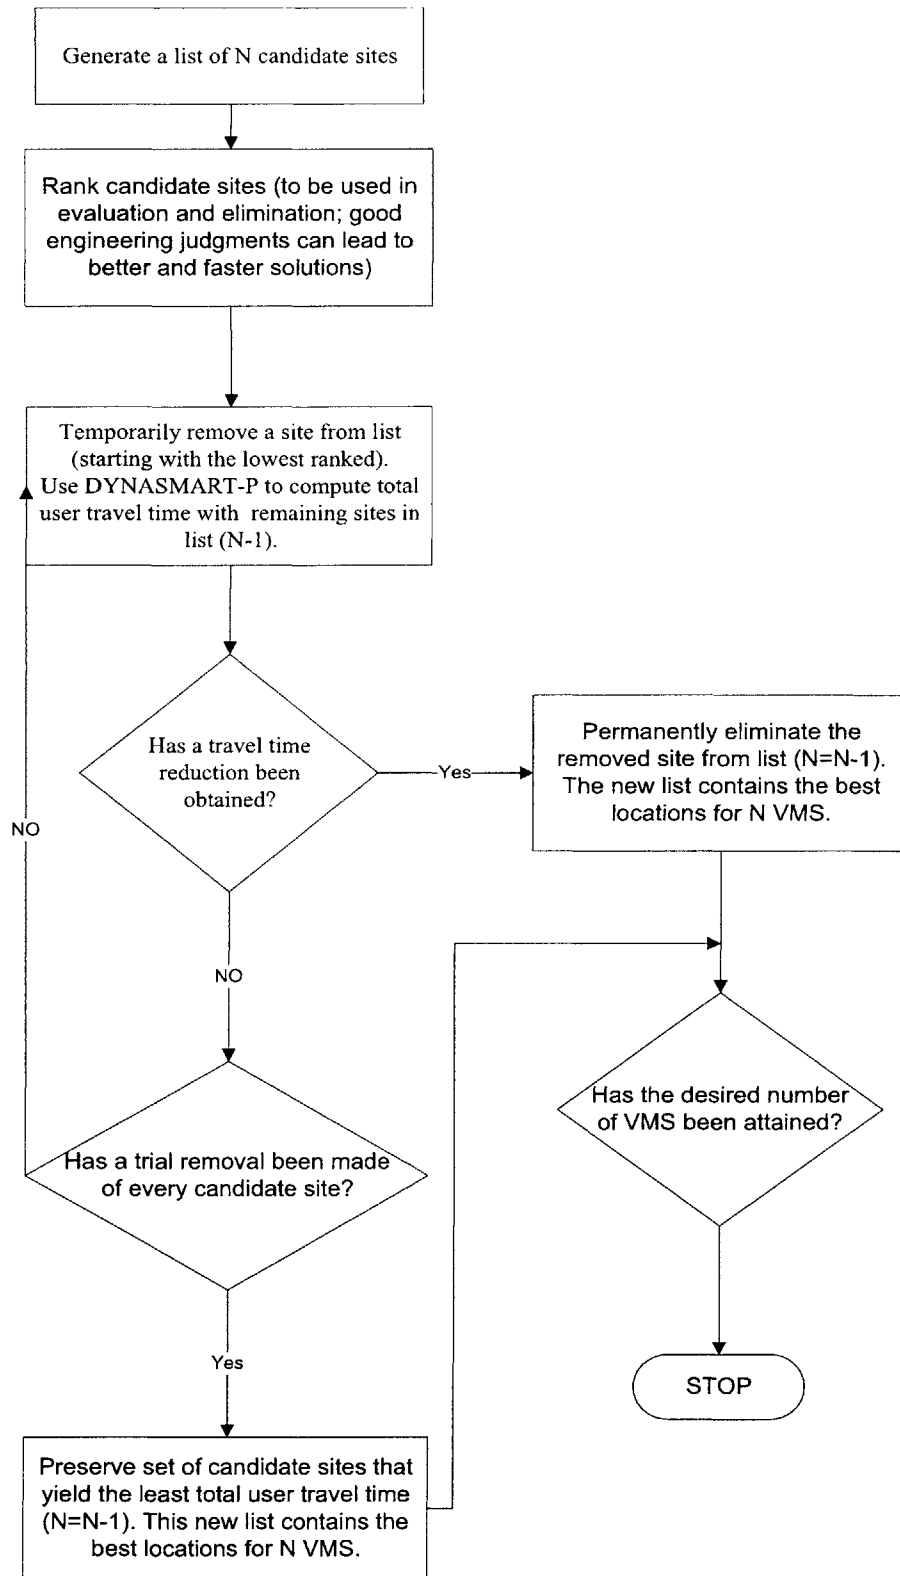 Generate a list of N candidate sites
Rank candidate sites (to be used in
evaluation and elimination; good
engineering judgments can lead to
better and faster solutions)
Temporarily remove a site from list
(starting with the lowest ranked).
Use DYNASMART-P to compute total
user travel time with remaining sites in
list (N-1).
Has a travel time
reduction been
obtained?
Yes
Permanently eliminate the
removed site from list (N=N-1).
The new list contains the best
locations for N VMS.
NO
NO
Has a trial removal been made
of every candidate site?
Has the desired number
of VMS been attained?
Yes
STOP
Preserve set of candidate sites that
yield the least total user travel time
(N=N-1). This new list contains the
best locations for N VMS.